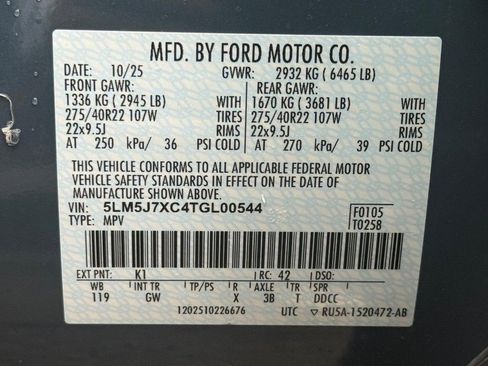 MFD. BY FORD MOTOR CO.
DATE: 10/25 GVWR: 2932 KG ( 6465 LB)
FRONT GAWR: REAR GAWR:
1336 KG ( 2945 LB) WITH 1670 KG ( 3681 LB) WITH
275/40R22 107W TIRES 275/40R22 107W TIRES
22x9.5J RIMS 22x9.5J RIMS
AT 250 kPa/ 36 PSI COLD AT 270 kPa/ 39 PSI COLD
THIS VEHICLE CONFORMS TO ALL APPLICABLE FEDERAL MOTOR
VEHICLE SAFETY STANDARDS IN EFFECT ON THE DATE OF
MANUFACTURE SHOWN ABOVE.
VIN: 5LM5J7XC4TGL00544 F0105
TYPE: MPV T025B
EXT PNT: K1 RC: 42 DSO:
WB TP/PS R AXLE TR SPR
119 GW X 3B T DDCC
1202510226676 UTC ▽ RU5A-1520472-AB